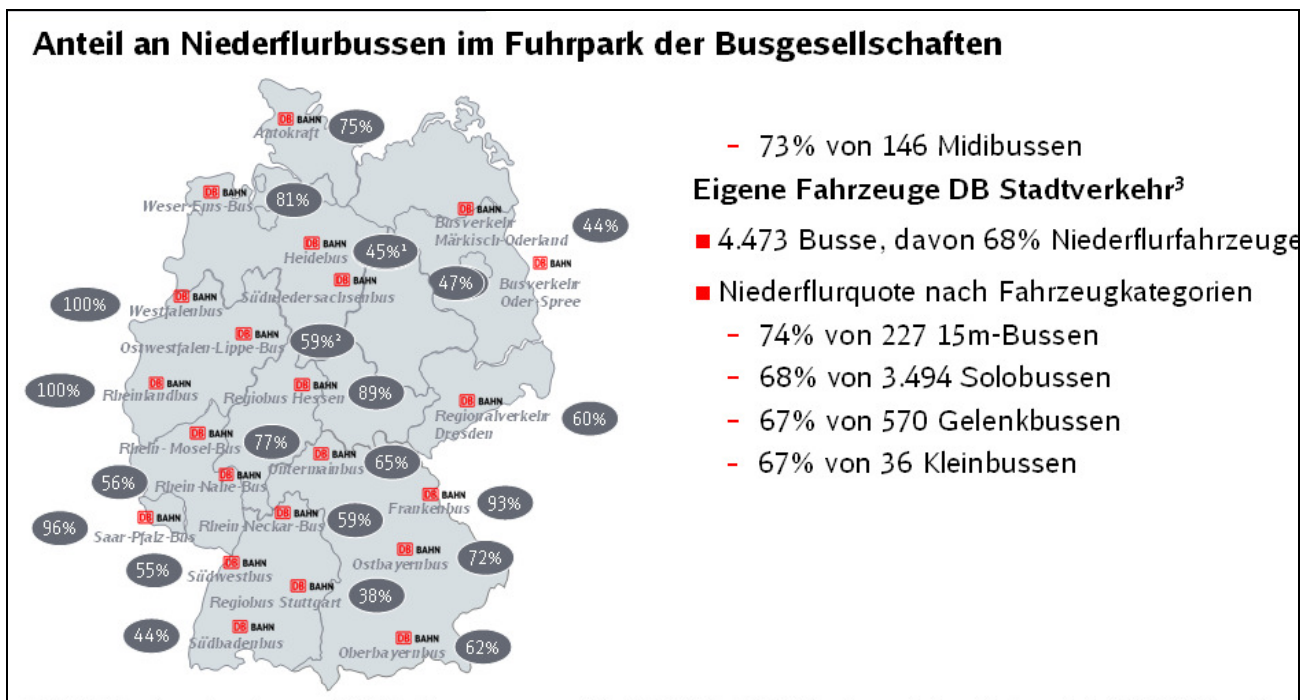 Anteil an Niederflurbussen im Fuhrpark der Busgesellschaften
DB BAHN
Autokraft
75%
DB BAHN
Weser-Ems-Bus
81%
DB BAHN
Busverkehr
Märkisch-Oderland
44%
DB BAHN
Heidebus
45%¹
DB BAHN
Busverkehr
Oder-Spree
47%
DB BAHN
Südniedersachsenbus
100%
DB BAHN
Westfalenbus
DB BAHN
Ostwestfalen-Lippe-Bus
59%²
100%
DB BAHN
Rheinlandbus
DB BAHN
Regiobus Hessen
89%
DB BAHN
Regionalverkehr
Dresden
60%
DB BAHN
Rhein-Mosel-Bus
77%
DB BAHN
Untermainbus
65%
56%
DB BAHN
Rhein-Nahe-Bus
DB BAHN
Frankenbus
93%
96%
DB BAHN
Saar-Pfalz-Bus
DB BAHN
Rhein-Neckar-Bus
59%
DB BAHN
Ostbayernbus
72%
55%
DB BAHN
Südwestbus
DB BAHN
Regiobus Stuttgart
38%
44%
DB BAHN
Südbadenbus
DB BAHN
Oberbayernbus
62%
– 73% von 146 Midibussen
Eigene Fahrzeuge DB Stadtverkehr³
■ 4.473 Busse, davon 68% Niederflurfahrzeuge
■ Niederflurquote nach Fahrzeugkategorien
– 74% von 227 15m-Bussen
– 68% von 3.494 Solobussen
– 67% von 570 Gelenkbussen
– 67% von 36 Kleinbussen